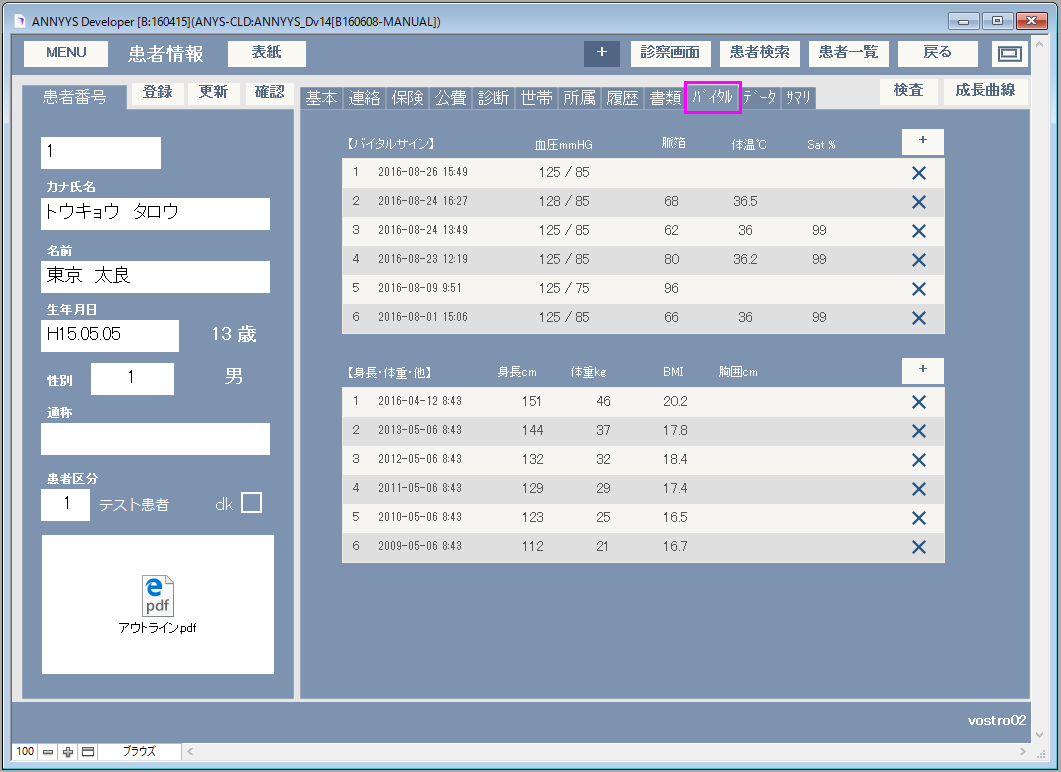 ANNYYS Developer [B:160415](ANYS-CLD:ANNYYS_Dv14[B160608-MANUAL])
MENU 患者情報 表紙 + 診察画面 患者検索 患者一覧 戻る
患者番号 登録 更新 確認 基本 連絡 保険 公費 診断 世帯 所属 履歴 書類 バイタル データ サマリ 検査 成長曲線
1
カナ氏名
トウキョウ タロウ
名前
東京 太良
生年月日
H15.05.05 13 歳
性別 1 男
通称
患者区分
1 テスト患者 dk
pdf
アウトライン.pdf
【バイタルサイン】 血圧mmHG 脈箔 体温℃ Sat % +
1 2016-08-26 15:49 125 / 85
2 2016-08-24 16:27 128 / 85 68 36.5
3 2016-08-24 13:49 125 / 85 62 36 99
4 2016-08-23 12:19 125 / 85 80 36.2 99
5 2016-08-09 9:51 125 / 75 96
6 2016-08-01 15:06 125 / 85 66 36 99
【身長・体重・他】 身長cm 体重kg BMI 胸囲cm +
1 2016-04-12 8:43 151 46 20.2
2 2013-05-06 8:43 144 37 17.8
3 2012-05-06 8:43 132 32 18.4
4 2011-05-06 8:43 129 29 17.4
5 2010-05-06 8:43 123 25 16.5
6 2009-05-06 8:43 112 21 16.7
vostro02
100 ブラウズ